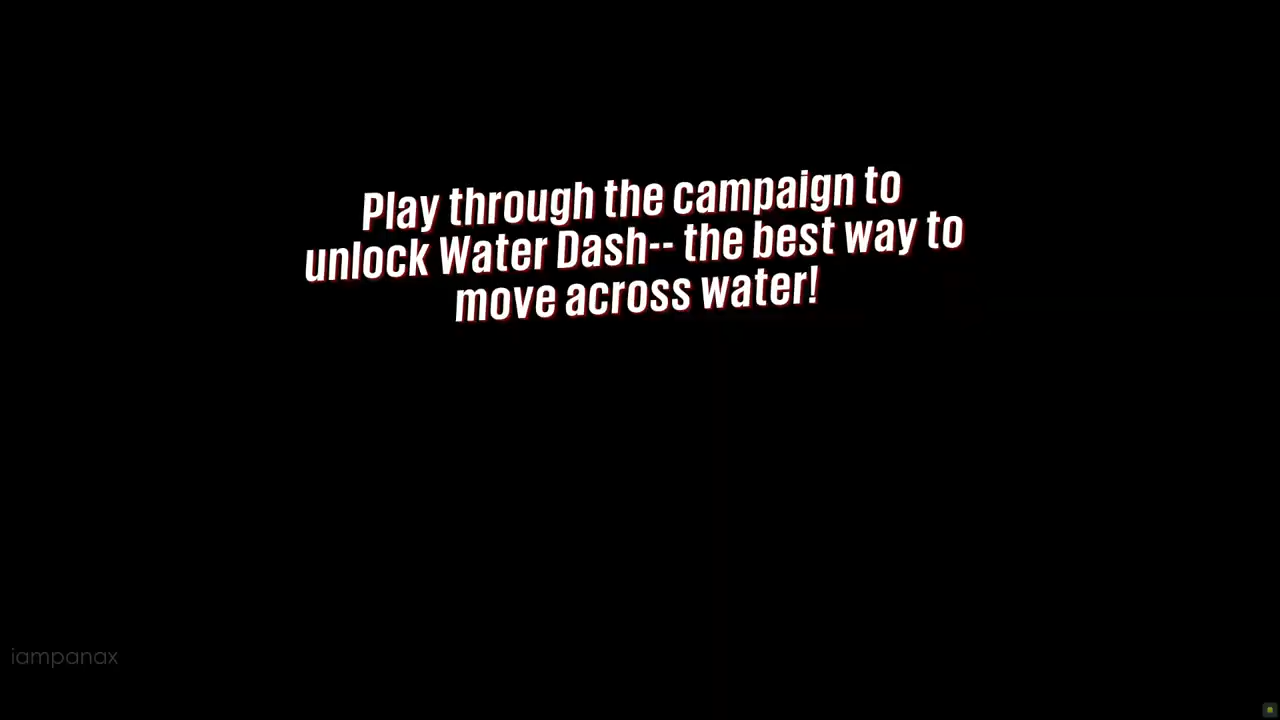 Play through the campaign to
unlock Water Dash-- the best way to
move across water!
iampanax